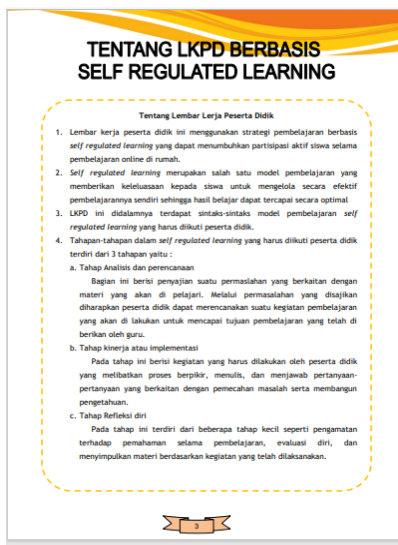 TENTANG LKPD BERBASIS
SELF REGULATED LEARNING
Tentang Lembar Lerja Peserta Didik
1. Lembar kerja peserta didik ini menggunakan strategi pembelajaran berbasis
self regulated learning yang dapat menumbuhkan partisipasi aktif siswa selama
pembelajaran online di rumah.
2. Self regulated learning merupakan salah satu model pembelajaran yang
memberikan keleluasaan kepada siswa untuk mengelola secara efektif
pembelajarannya sendiri sehingga hasil belajar dapat tercapai secara optimal
3. LKPD ini didalamnya terdapat sintaks-sintaks model pembelajaran self
regulated learning yang harus diikuti peserta didik.
4. Tahapan-tahapan dalam self regulated learning yang harus diikuti peserta didik
terdiri dari 3 tahapan yaitu :
a. Tahap Analisis dan perencanaan
Bagian ini berisi penyajian suatu permaslahan yang berkaitan dengan
materi yang akan di pelajari. Melalui permasalahan yang disajikan
diharapkan peserta didik dapat merencanakan suatu kegiatan pembelajaran
yang akan di lakukan untuk mencapai tujuan pembelajaran yang telah di
berikan oleh guru.
b. Tahap kinerja atau implementasi
Pada tahap ini berisi kegiatan yang harus dilakukan oleh peserta didik
yang melibatkan proses berpikir, menulis, dan menjawab pertanyaan-
pertanyaan yang berkaitan dengan pemecahan masalah serta membangun
pengetahuan.
c. Tahap Refleksi diri
Pada tahap ini terdiri dari beberapa tahap kecil seperti pengamatan
terhadap pemahaman selama pembelajaran, evaluasi diri, dan
menyimpulkan materi berdasarkan kegiatan yang telah dilaksanakan.
3